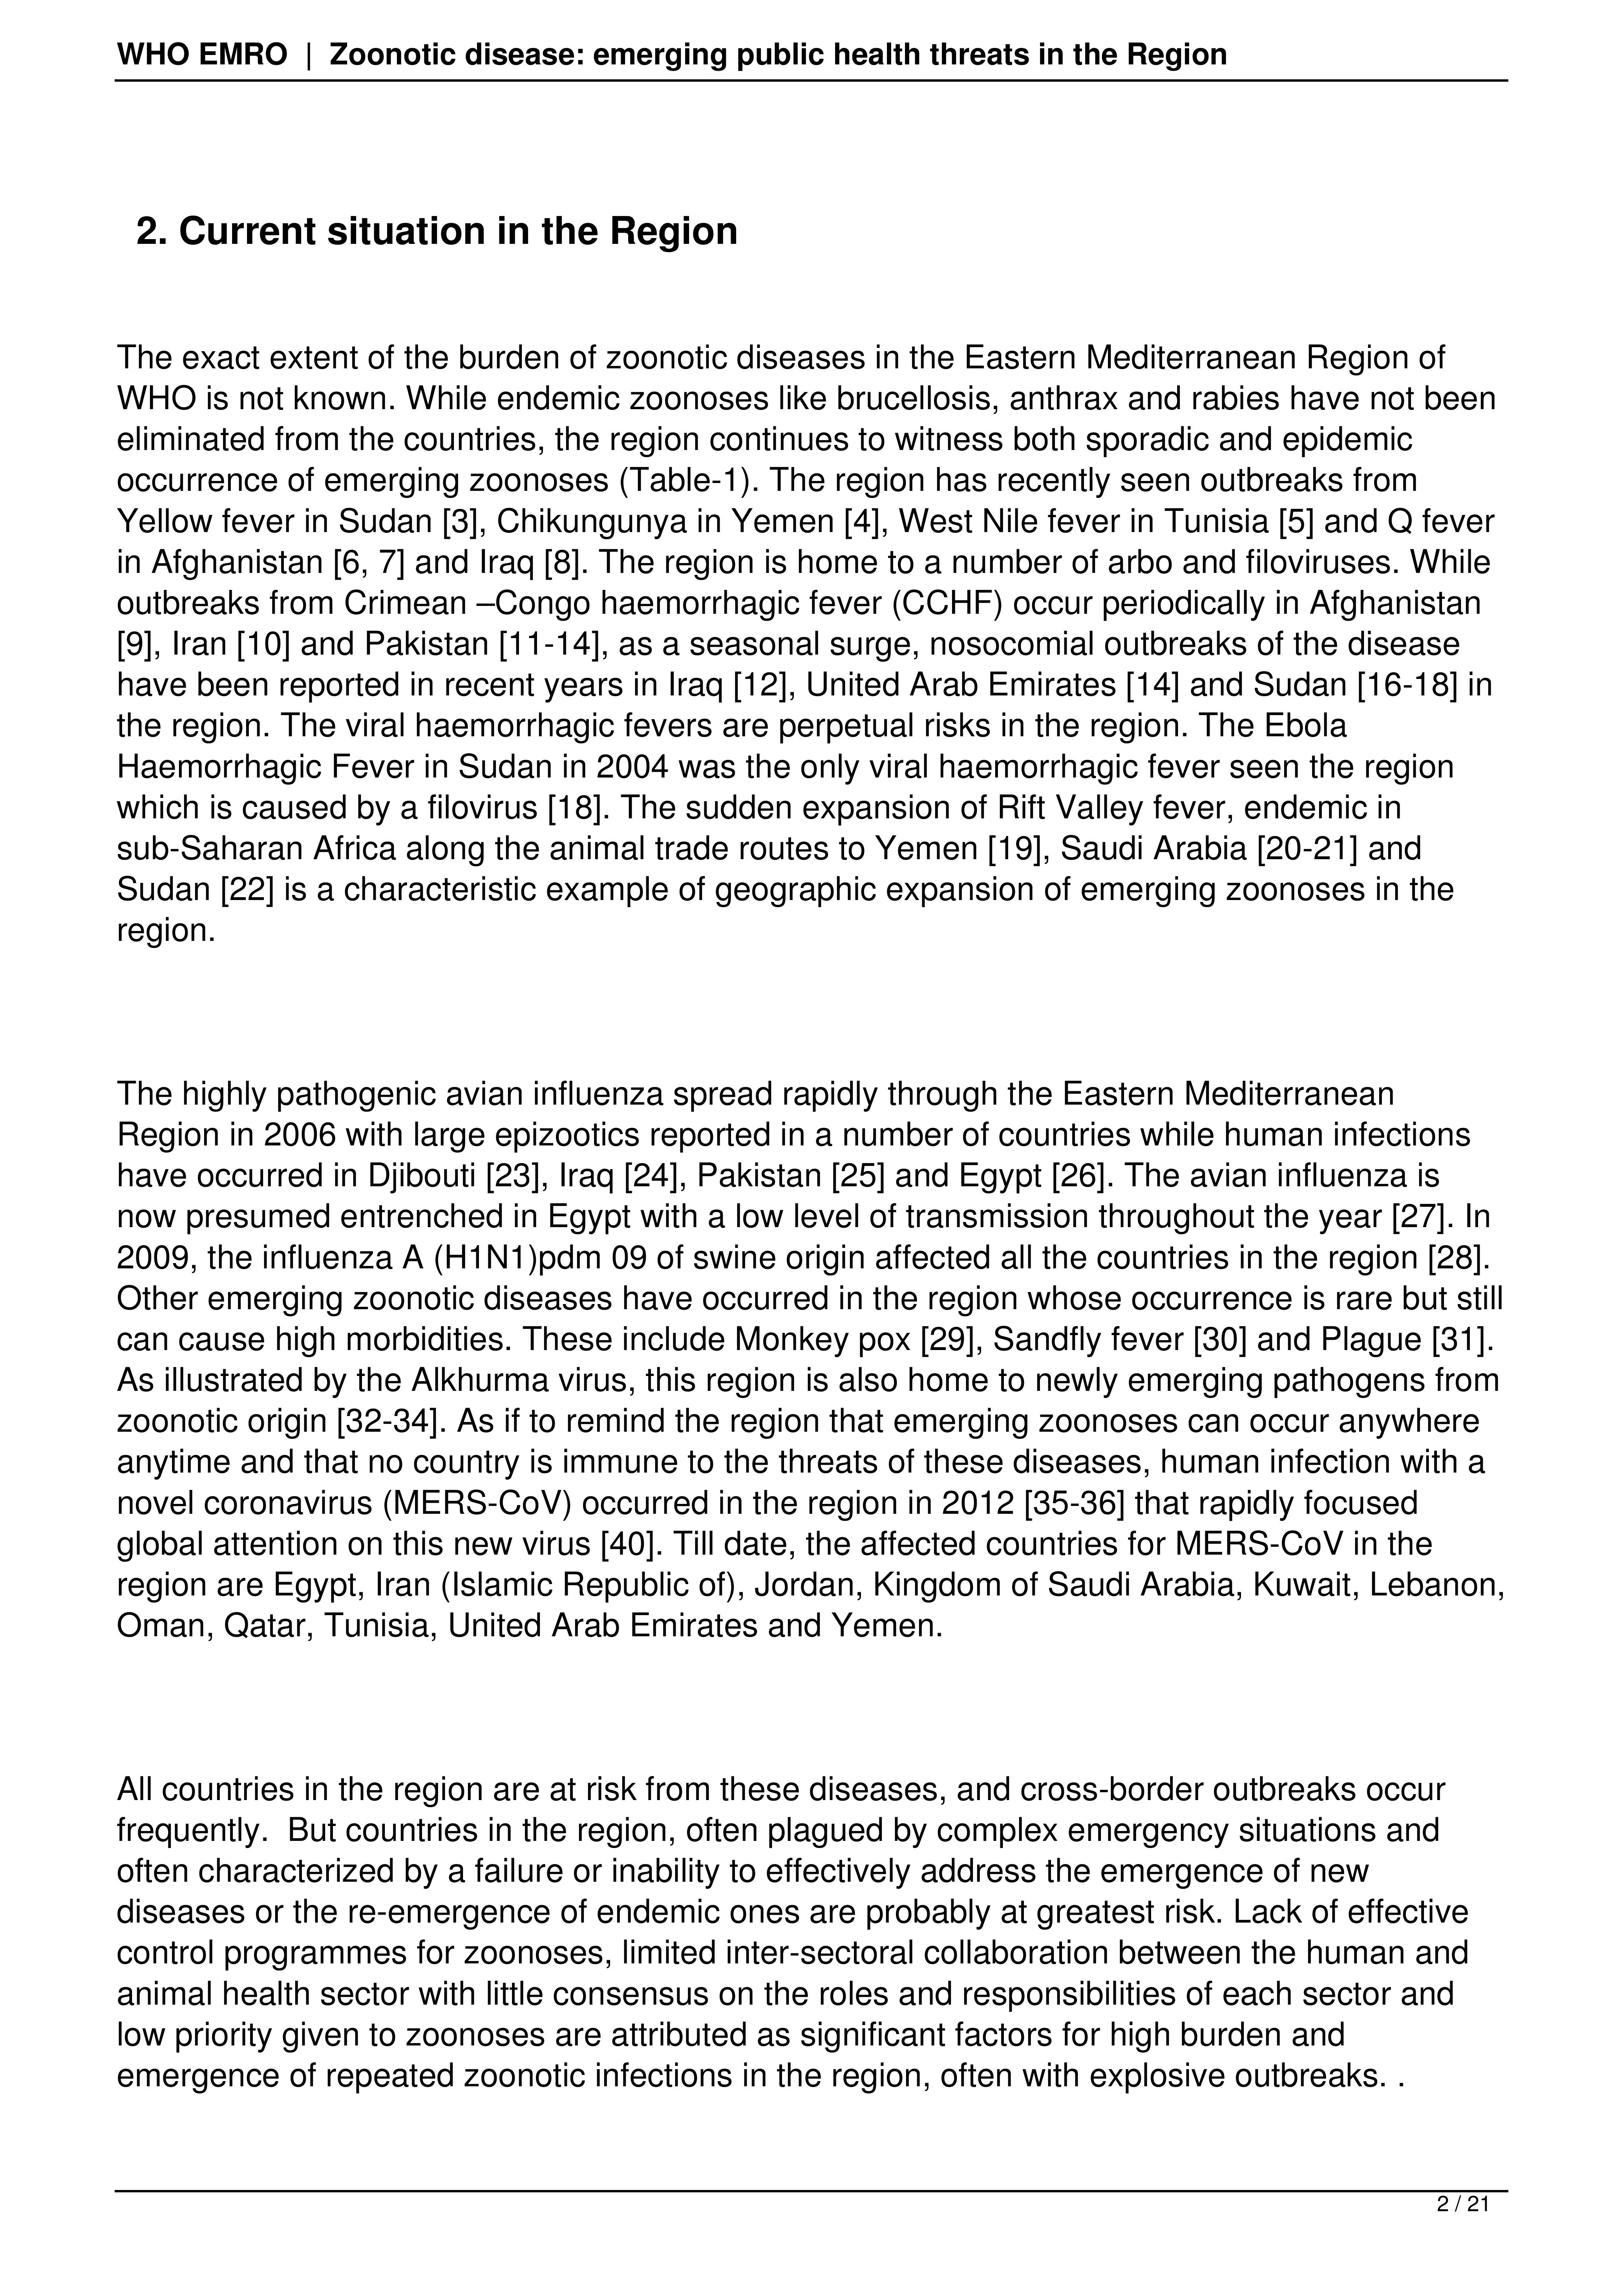 WHO EMRO | Zoonotic disease: emerging public health threats in the Region
2. Current situation in the Region
The exact extent of the burden of zoonotic diseases in the Eastern Mediterranean Region of
WHO is not known. While endemic zoonoses like brucellosis, anthrax and rabies have not been
eliminated from the countries, the region continues to witness both sporadic and epidemic
occurrence of emerging zoonoses (Table-1). The region has recently seen outbreaks from
Yellow fever in Sudan [3], Chikungunya in Yemen [4], West Nile fever in Tunisia [5] and Q fever
in Afghanistan [6, 7] and Iraq [8]. The region is home to a number of arbo and filoviruses. While
outbreaks from Crimean –Congo haemorrhagic fever (CCHF) occur periodically in Afghanistan
[9], Iran [10] and Pakistan [11-14], as a seasonal surge, nosocomial outbreaks of the disease
have been reported in recent years in Iraq [12], United Arab Emirates [14] and Sudan [16-18] in
the region. The viral haemorrhagic fevers are perpetual risks in the region. The Ebola
Haemorrhagic Fever in Sudan in 2004 was the only viral haemorrhagic fever seen the region
which is caused by a filovirus [18]. The sudden expansion of Rift Valley fever, endemic in
sub-Saharan Africa along the animal trade routes to Yemen [19], Saudi Arabia [20-21] and
Sudan [22] is a characteristic example of geographic expansion of emerging zoonoses in the
region.
The highly pathogenic avian influenza spread rapidly through the Eastern Mediterranean
Region in 2006 with large epizootics reported in a number of countries while human infections
have occurred in Djibouti [23], Iraq [24], Pakistan [25] and Egypt [26]. The avian influenza is
now presumed entrenched in Egypt with a low level of transmission throughout the year [27]. In
2009, the influenza A (H1N1)pdm 09 of swine origin affected all the countries in the region [28].
Other emerging zoonotic diseases have occurred in the region whose occurrence is rare but still
can cause high morbidities. These include Monkey pox [29], Sandfly fever [30] and Plague [31].
As illustrated by the Alkhurma virus, this region is also home to newly emerging pathogens from
zoonotic origin [32-34]. As if to remind the region that emerging zoonoses can occur anywhere
anytime and that no country is immune to the threats of these diseases, human infection with a
novel coronavirus (MERS-CoV) occurred in the region in 2012 [35-36] that rapidly focused
global attention on this new virus [40]. Till date, the affected countries for MERS-CoV in the
region are Egypt, Iran (Islamic Republic of), Jordan, Kingdom of Saudi Arabia, Kuwait, Lebanon,
Oman, Qatar, Tunisia, United Arab Emirates and Yemen.
All countries in the region are at risk from these diseases, and cross-border outbreaks occur
frequently.  But countries in the region, often plagued by complex emergency situations and
often characterized by a failure or inability to effectively address the emergence of new
diseases or the re-emergence of endemic ones are probably at greatest risk. Lack of effective
control programmes for zoonoses, limited inter-sectoral collaboration between the human and
animal health sector with little consensus on the roles and responsibilities of each sector and
low priority given to zoonoses are attributed as significant factors for high burden and
emergence of repeated zoonotic infections in the region, often with explosive outbreaks. .
2 / 21